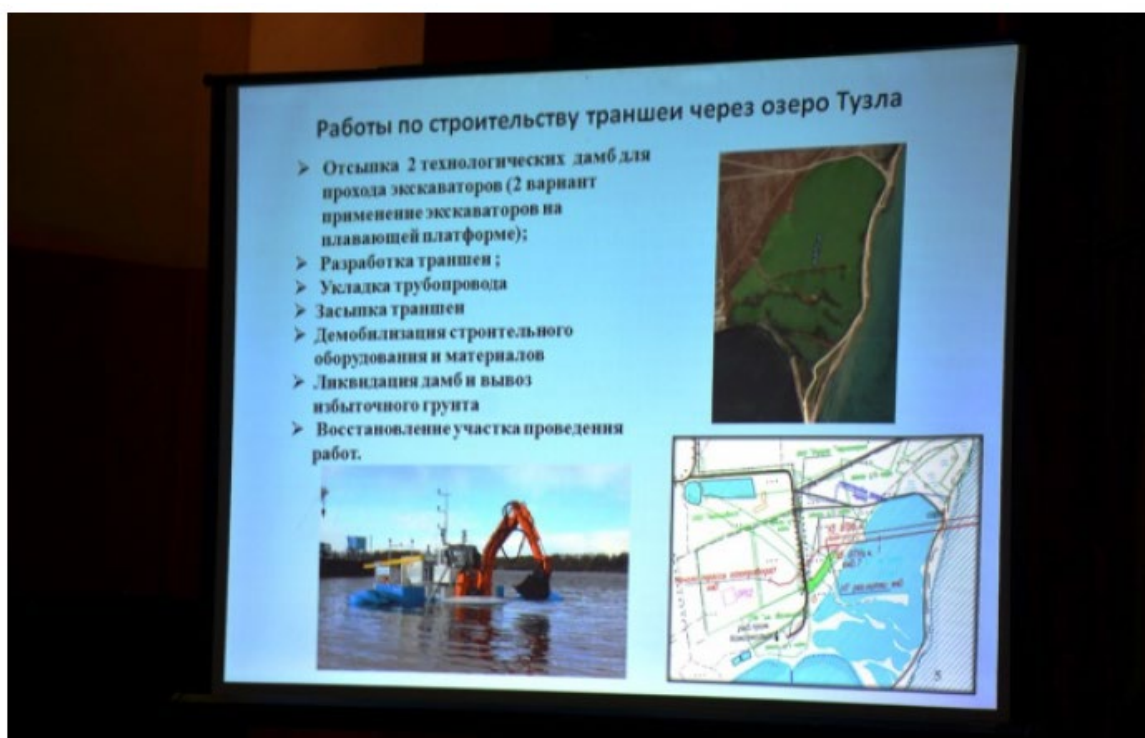 Работы по строительству траншеи через озеро Тузла
➢ Отсыпка 2 технологических дамб для
прохода экскаваторов (2 вариант
применение экскаваторов на
плавающей платформе);
➢ Разработка траншеи ;
➢ Укладка трубопровода
➢ Засыпка траншеи
➢ Демобилизация строительного
оборудования и материалов
➢ Ликвидация дамб и вывоз
избыточного грунта
➢ Восстановление участка проведения
работ.
5